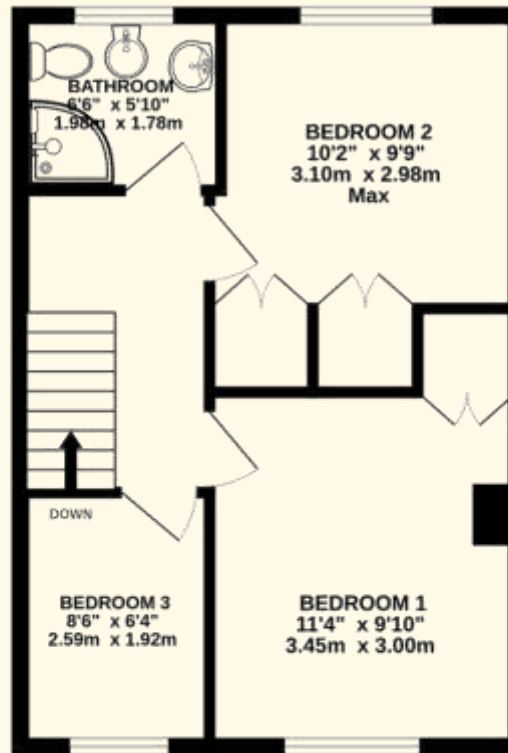 BATHROOM
6'6" x 5'10"
1.98m x 1.78m
BEDROOM 2
10'2" x 9'9"
3.10m x 2.98m
Max
DOWN
BEDROOM 3
8'6" x 6'4"
2.59m x 1.92m
BEDROOM 1
11'4" x 9'10"
3.45m x 3.00m